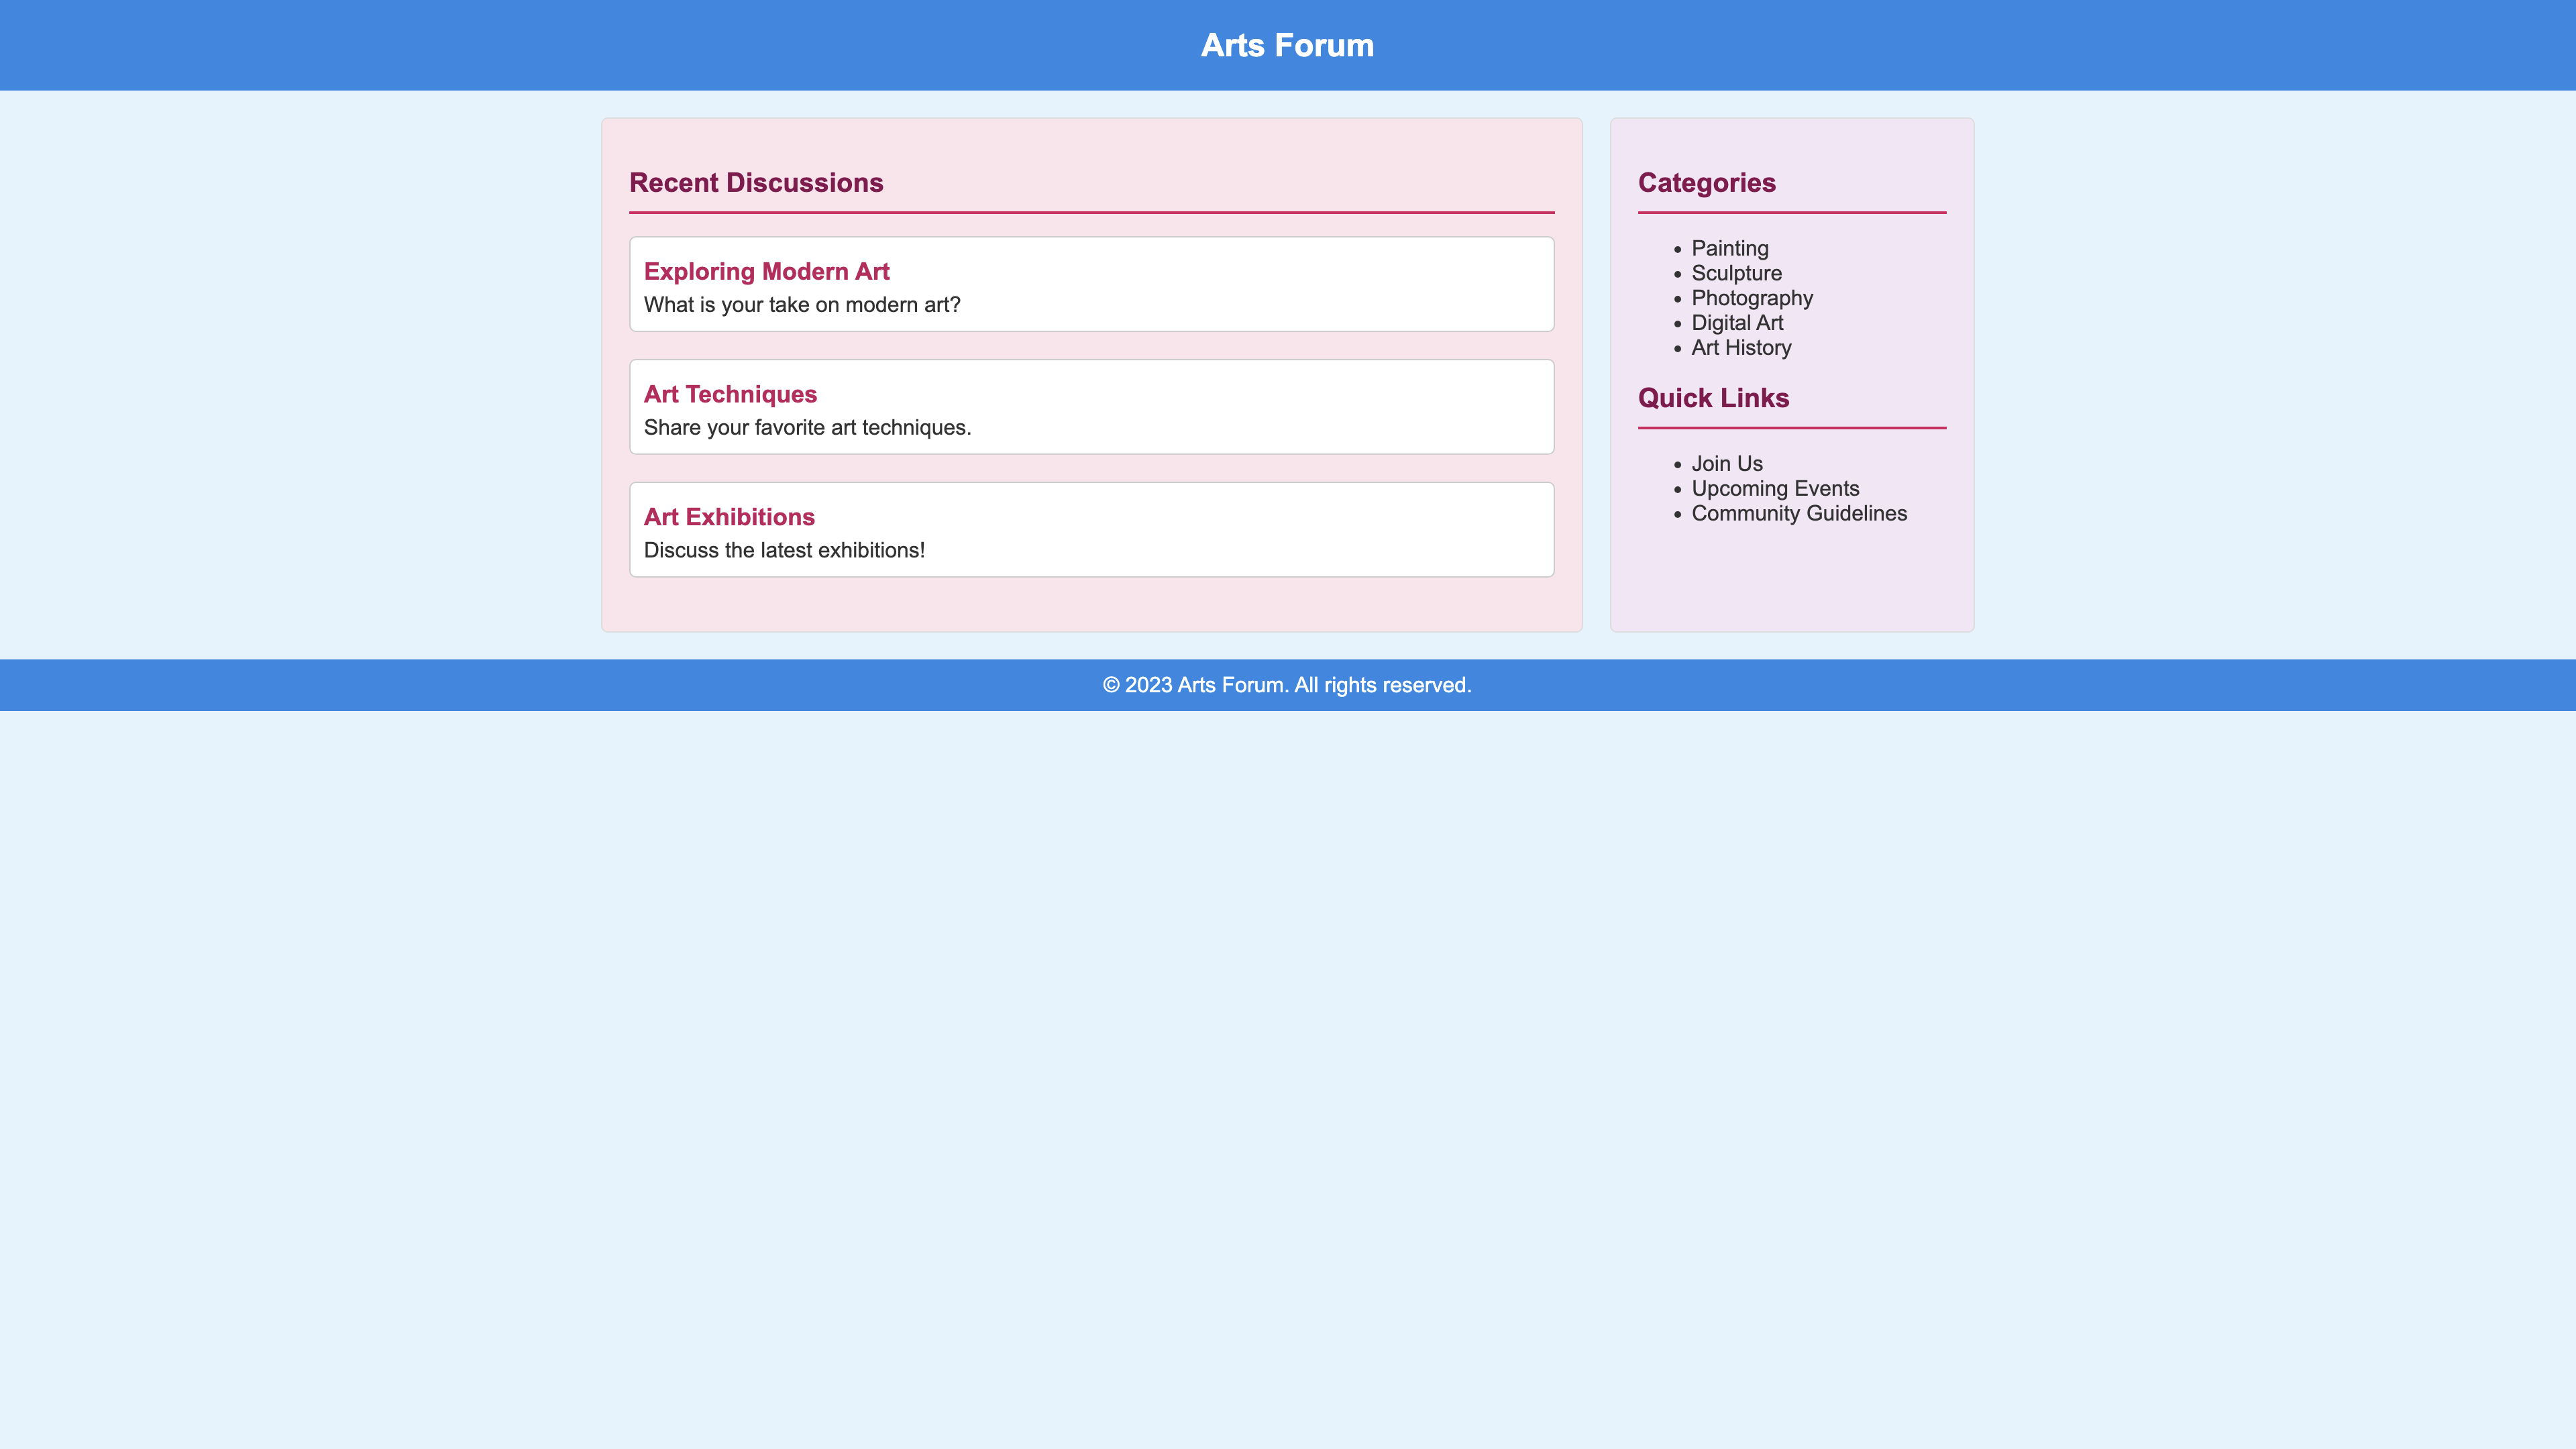 Arts Forum
Recent Discussions
Exploring Modern Art
What is your take on modern art?
Art Techniques
Share your favorite art techniques.
Art Exhibitions
Discuss the latest exhibitions!
Categories
• Painting
• Sculpture
• Photography
• Digital Art
• Art History
Quick Links
• Join Us
• Upcoming Events
• Community Guidelines
© 2023 Arts Forum. All rights reserved.